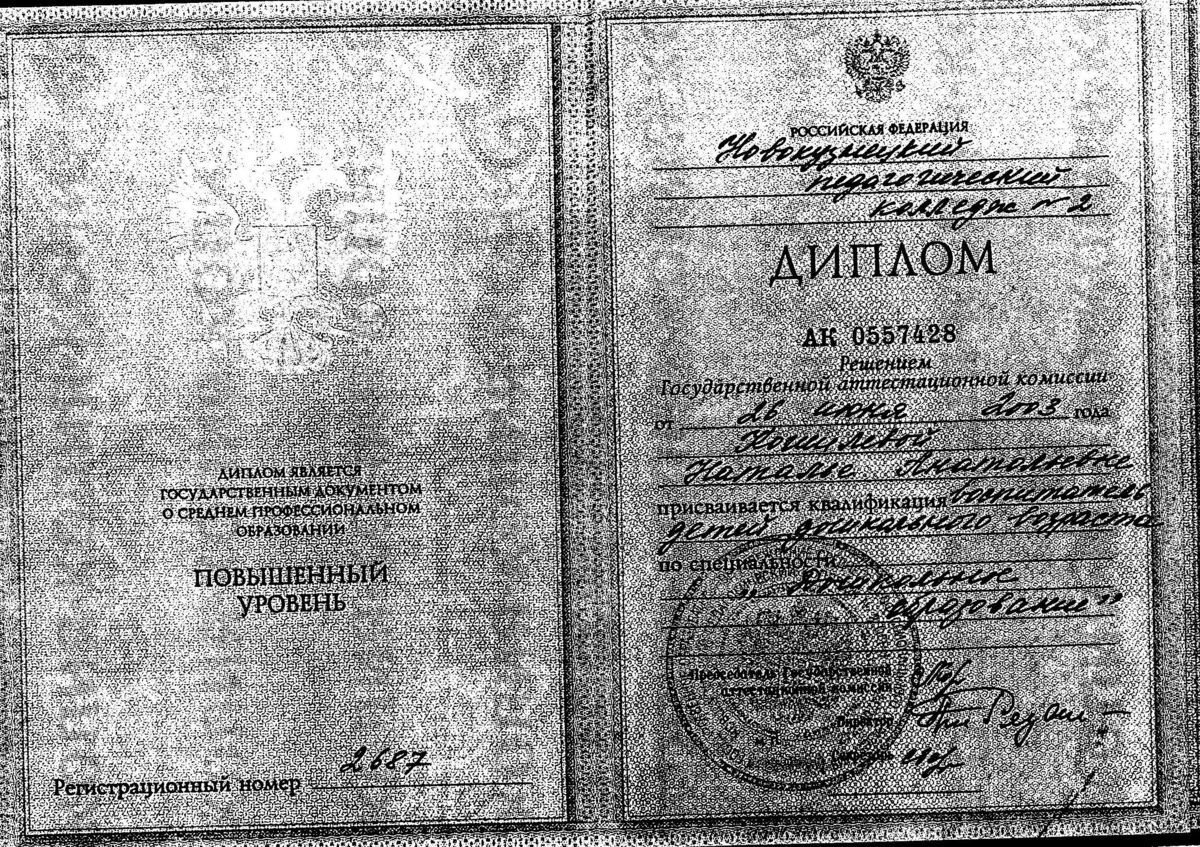 ДИПЛОМ ЯВЛЯЕТСЯ
ГОСУДАРСТВЕННЫМ ДОКУМЕНТОМ
О СРЕДНЕМ ПРОФЕССИОНАЛЬНОМ
ОБРАЗОВАНИИ
ПОВЫШЕННЫЙ
УРОВЕНЬ
Регистрационный номер 2687
РОССИЙСКАЯ ФЕДЕРАЦИЯ
Новокузнецкий
педагогический
колледж № 2
ДИПЛОМ
АК 0557428
Решением
Государственной аттестационной комиссии
от 26 июня 2003 года
Наталье Анатольевне
присваивается квалификация воспитатель
детей дошкольного возраста
по специальности
„Дошкольное
образование"
Председатель Государственной
аттестационной комиссии
Директор
Секретарь